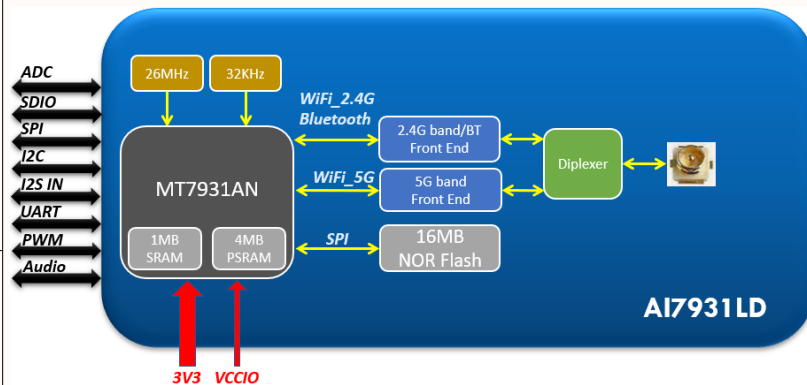 ADC
SDIO
SPI
I2C
I2S IN
UART
PWM
Audio
26MHz
32KHz
WiFi_2.4G
Bluetooth
2.4G band/BT
Front End
Diplexer
MT7931AN
WiFi_5G
5G band
Front End
1MB
SRAM
4MB
PSRAM
SPI
16MB
NOR Flash
AI7931LD
3V3
VCCIO